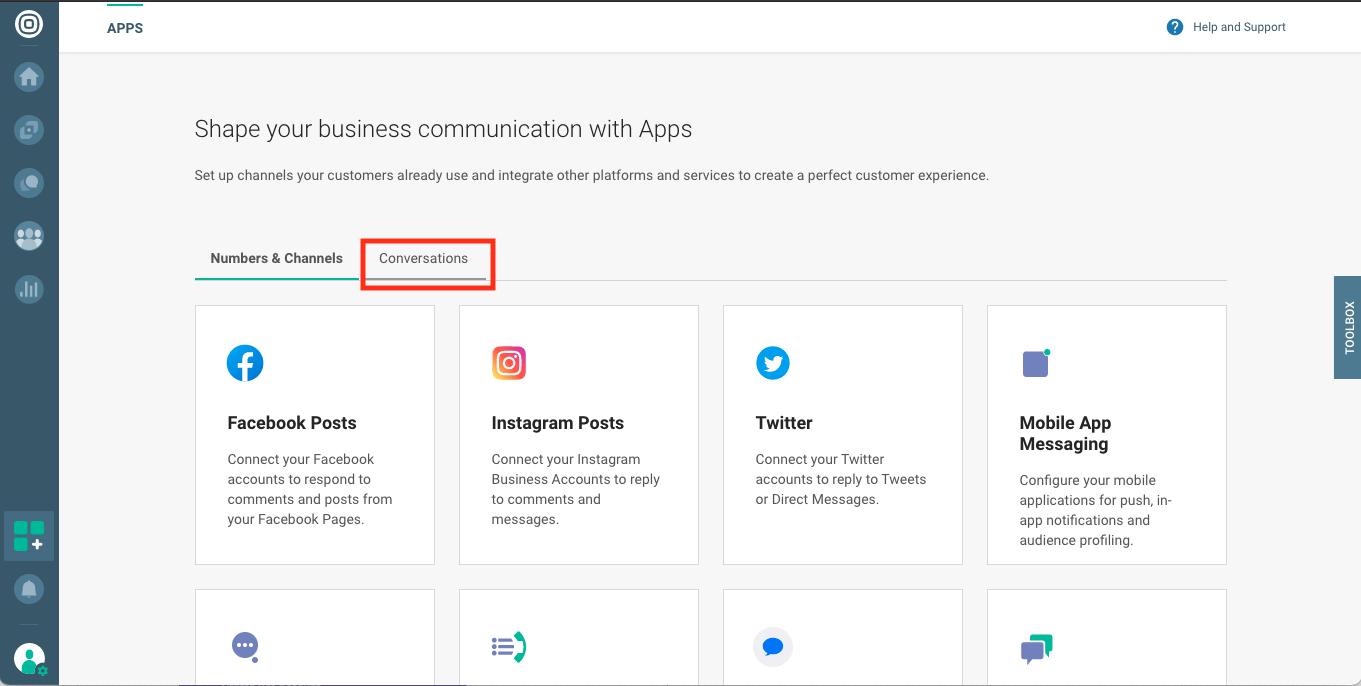 APPS
Help and Support
Shape your business communication with Apps
Set up channels your customers already use and integrate other platforms and services to create a perfect customer experience.
Numbers & Channels
Conversations
TOOLBOX
Facebook Posts
Connect your Facebook
accounts to respond to
comments and posts from
your Facebook Pages.
Instagram Posts
Connect your Instagram
Business Accounts to reply
to comments and
messages.
Twitter
Connect your Twitter
accounts to reply to Tweets
or Direct Messages.
Mobile App
Messaging
Configure your mobile
applications for push, in-
app notifications and
audience profiling.